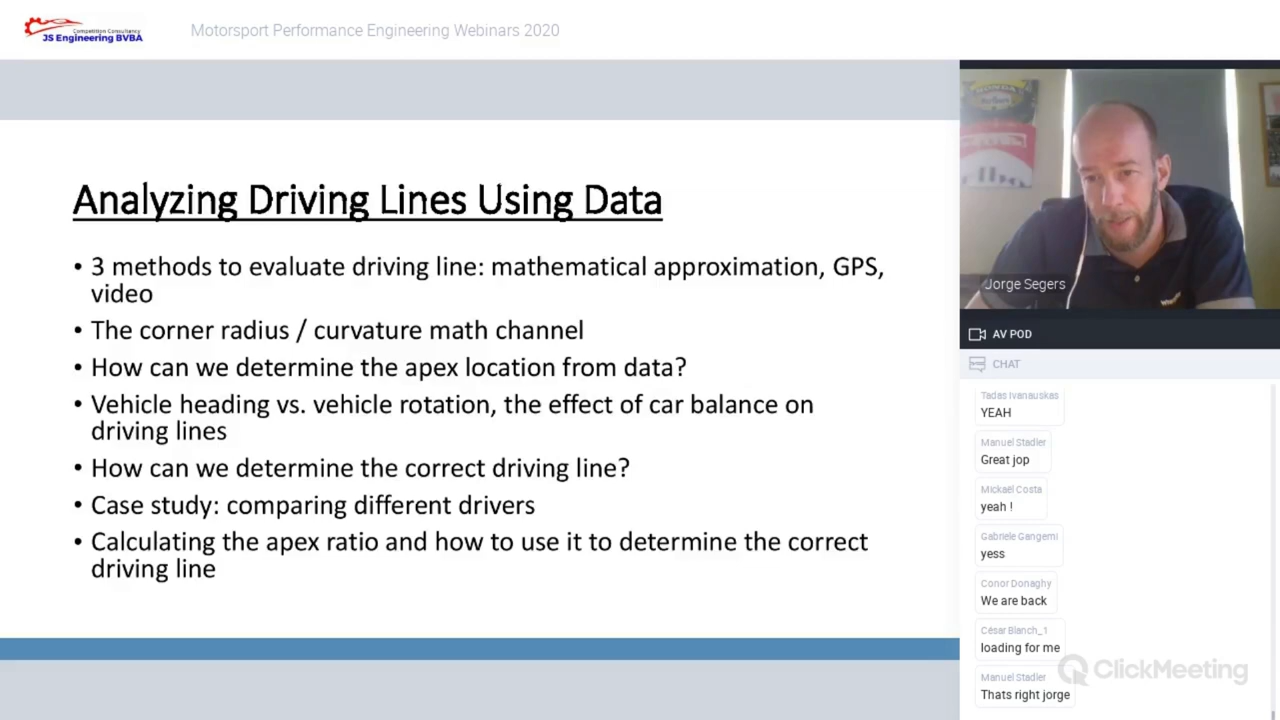 Competition Consultancy
JS Engineering BVBA
Motorsport Performance Engineering Webinars 2020
Analyzing Driving Lines Using Data
• 3 methods to evaluate driving line: mathematical approximation, GPS,
video
• The corner radius / curvature math channel
• How can we determine the apex location from data?
• Vehicle heading vs. vehicle rotation, the effect of car balance on
driving lines
• How can we determine the correct driving line?
• Case study: comparing different drivers
• Calculating the apex ratio and how to use it to determine the correct
driving line
HONDA
Jorge Segers
AV POD
CHAT
Tadas Ivanauskas
YEAH
Manuel Stadler
Great jop
Mickaël Costa
yeah !
Gabriele Gangemi
yess
Conor Donaghy
We are back
César Blanch_1
loading for me
Manuel Stadler
Thats right jorge
ClickMeeting